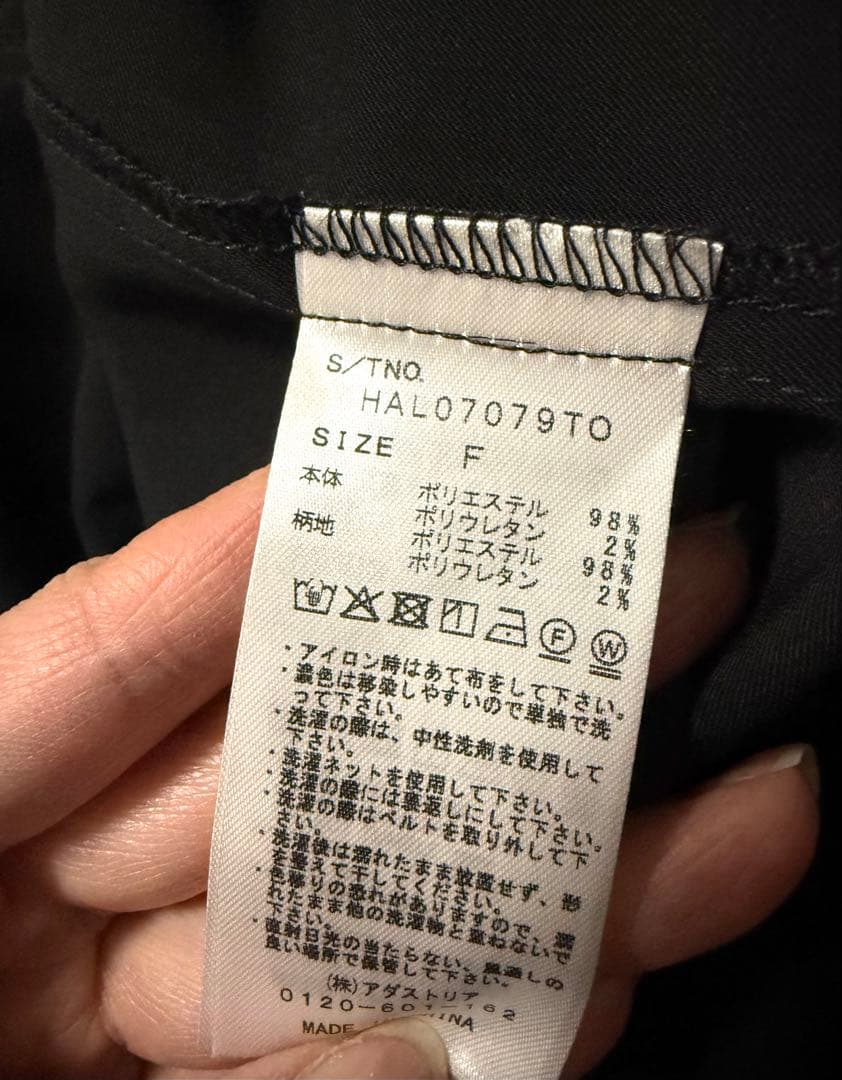 S/TNO.
HAL07079TO
SIZE F
本体 ポリエステル 98%
ポリウレタン 2%
柄地 ポリエステル 98%
ポリウレタン 2%
F W
・アイロン時はあて布をして下さい。
・濃色は移染しやすいので単独で洗
って下さい。
・洗濯の際は、中性洗剤を使用して
下さい。
・洗濯ネットを使用して下さい。
・洗濯の際には裏返しにして下さい。
・洗濯の際はベルトを取り外して下
さい。
・洗濯後は濡れたまま放置せず、形
を整えて干してください。
・色移りの恐れがありますので、濡
れたまま他の洗濯物と重ねないで
下さい。
・直射日光の当たらない、風通しの
良い場所で保管して下さい。
(株)アダストリア
0120-601-162
MADE